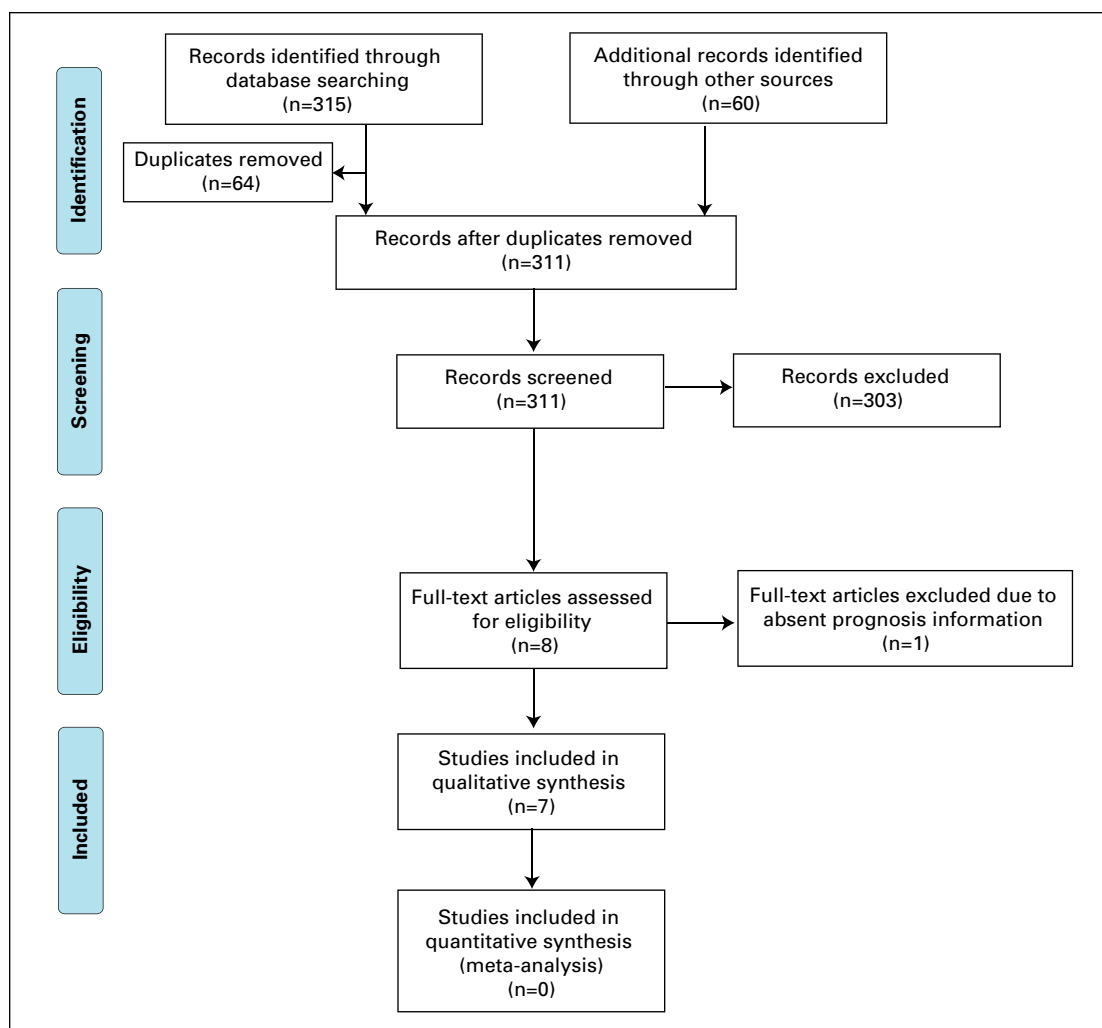 Records identified through
database searching
(n=315)
Additional records identified
through other sources
(n=60)
Duplicates removed
(n=64)
Identification
Records after duplicates removed
(n=311)
Screening
Records screened
(n=311)
Records excluded
(n=303)
Eligibility
Full-text articles assessed
for eligibility
(n=8)
Full-text articles excluded due to
absent prognosis information
(n=1)
Included
Studies included in
qualitative synthesis
(n=7)
Studies included in
quantitative synthesis
(meta-analysis)
(n=0)